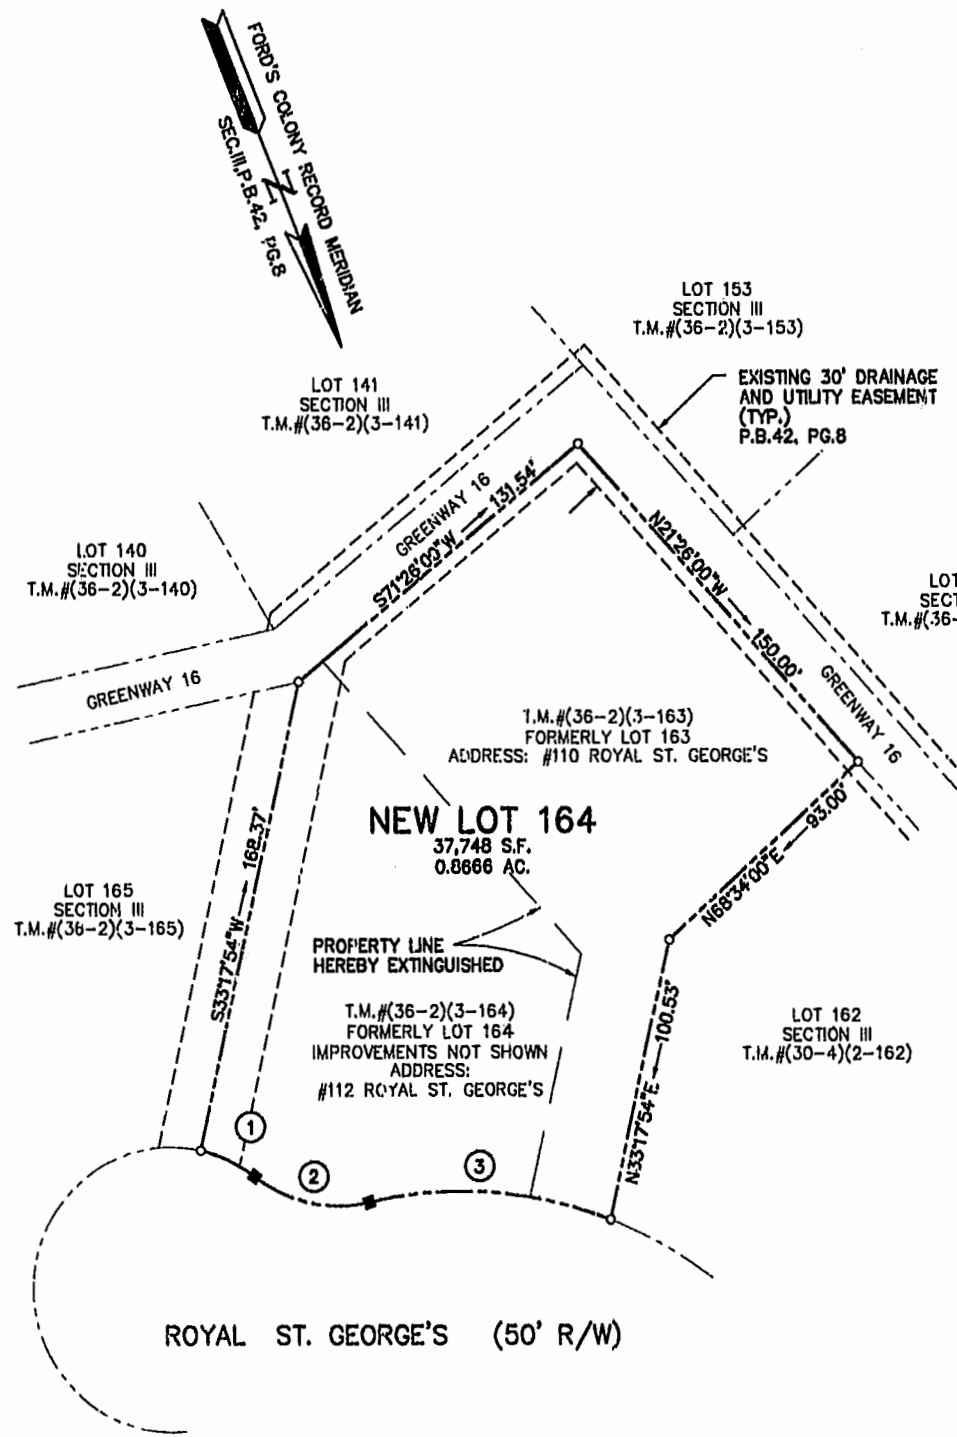 FORD'S COLONY RECORD MERIDIAN
SEC.III,P.B.42, PG.8
N
LOT 153
SECTION III
T.M.#(36-2)(3-153)
EXISTING 30' DRAINAGE
AND UTILITY EASEMENT
(TYP.)
P.B.42, PG.8
LOT 141
SECTION III
T.M.#(36-2)(3-141)
GREENWAY 16
S71°26'00"W 131.54'
N21°26'00"W 150.00'
LOT 140
SECTION III
T.M.#(36-2)(3-140)
LOT
SECT
T.M.#(36-
GREENWAY 16
GREENWAY 16
T.M.#(36-2)(3-163)
FORMERLY LOT 163
ADDRESS: #110 ROYAL ST. GEORGE'S
NEW LOT 164
37,748 S.F.
0.8666 AC.
S33°17'54"W 168.37'
N68°34'00"E 93.00'
LOT 165
SECTION III
T.M.#(36-2)(3-165)
PROPERTY LINE
HEREBY EXTINGUISHED
T.M.#(36-2)(3-164)
FORMERLY LOT 164
IMPROVEMENTS NOT SHOWN
ADDRESS:
#112 ROYAL ST. GEORGE'S
N33°17'54"E 100.53'
LOT 162
SECTION III
T.M.#(30-4)(2-162)
1
2
3
ROYAL ST. GEORGE'S (50' R/W)